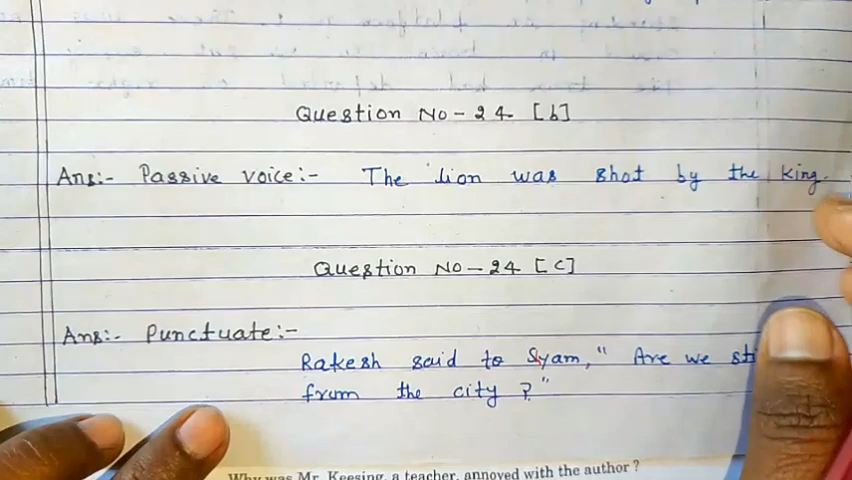 Question No - 24 [b]
Ans:- Passive voice:- The lion was shot by the king.
Question No - 24 [c]
Ans:- Punctuate:-
Rakesh said to Syam, " Are we
from the city ? "
Why was Mr. Keesing, a teacher, annoyed with the author ?